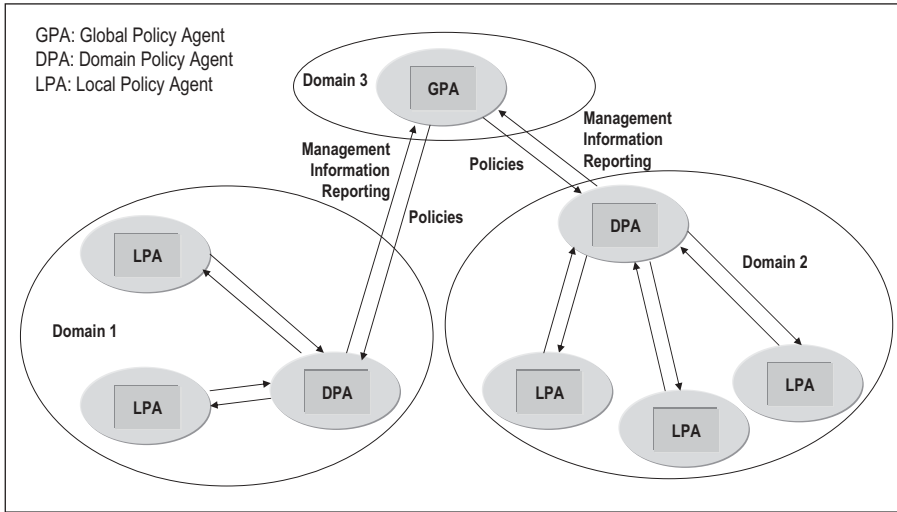 GPA: Global Policy Agent
DPA: Domain Policy Agent
LPA: Local Policy Agent
Domain 3
GPA
Management
Information
Reporting
Policies
Management
Information
Reporting
Policies
LPA
Domain 1
LPA
DPA
DPA
Domain 2
LPA
LPA
LPA